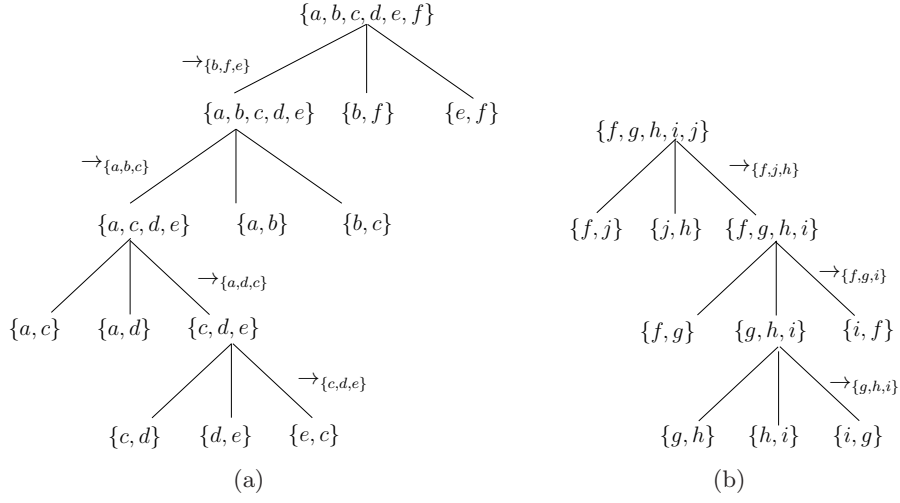 {a, b, c, d, e, f}
→{b,f,e}
{a, b, c, d, e} {b, f} {e, f}
{f, g, h, i, j}
→{a,b,c}
→{f,j,h}
{a, c, d, e} {a, b} {b, c}
{f, j} {j, h} {f, g, h, i}
→{a,d,c}
→{f,g,i}
{a, c} {a, d} {c, d, e}
{f, g} {g, h, i} {i, f}
→{c,d,e}
→{g,h,i}
{c, d} {d, e} {e, c}
{g, h} {h, i} {i, g}
(a)
(b)